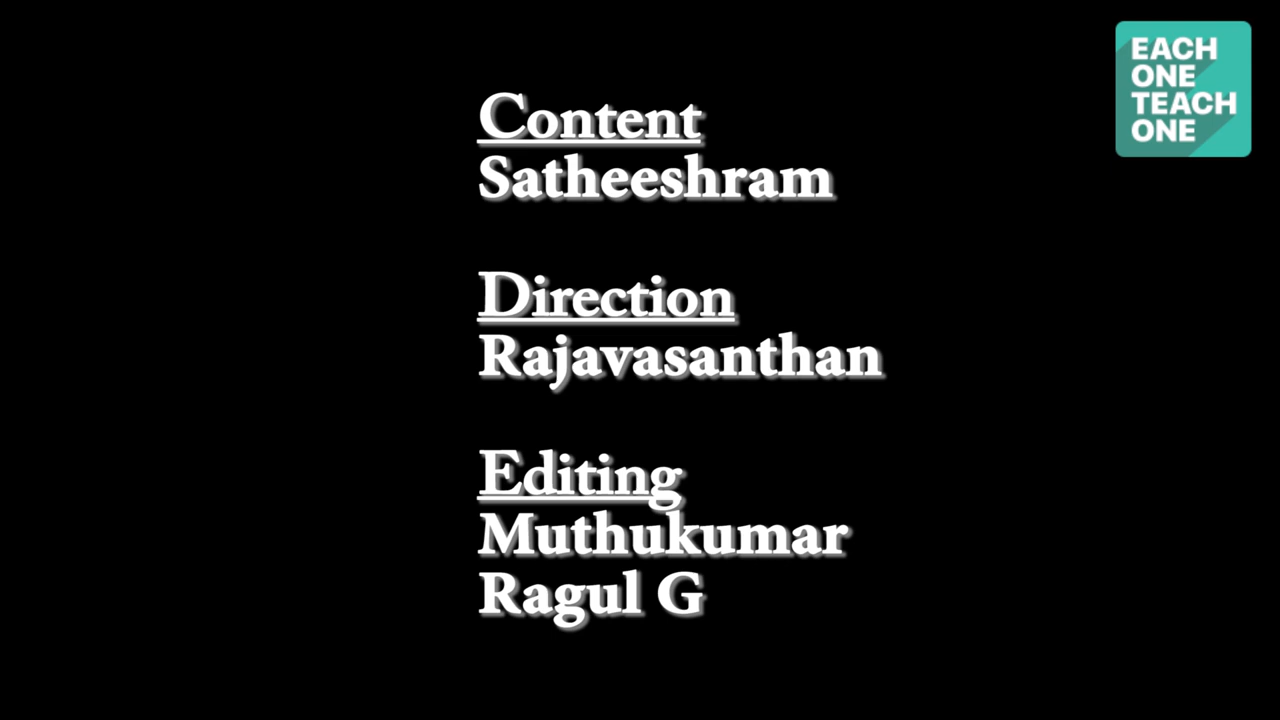 Content
Satheeshram
Direction
Rajavasanthan
Editing
Muthukumar
Ragul G
EACH
ONE
TEACH
ONE